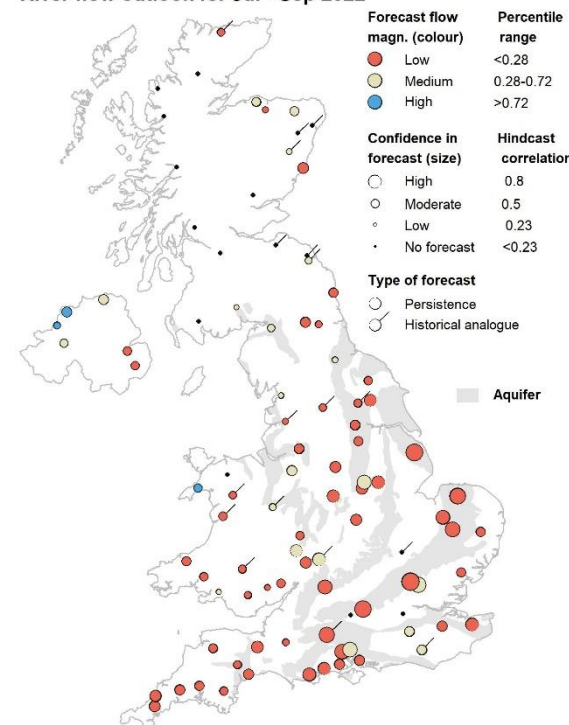 Forecast flow Percentile
magn. (colour) range
Low <0.28
Medium 0.28-0.72
High >0.72
Confidence in Hindcast
forecast (size) correlation
High 0.8
Moderate 0.5
Low 0.23
No forecast <0.23
Type of forecast
Persistence
Historical analogue
Aquifer